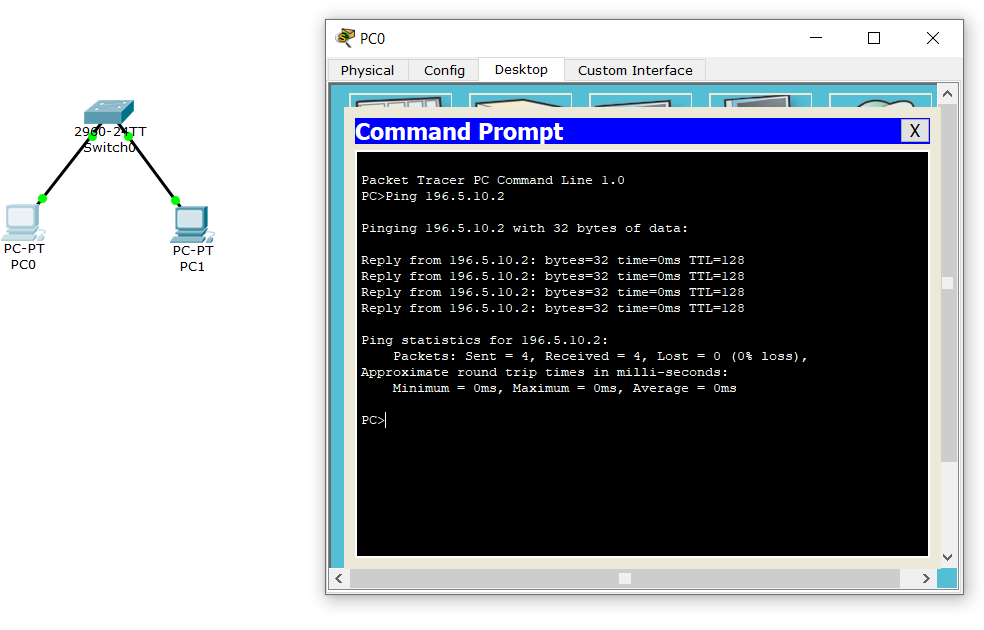 2960-24TT
Switch0
PC-PT
PC0
PC-PT
PC1
PC0
Physical
Config
Desktop
Custom Interface
Command Prompt
X
Packet Tracer PC Command Line 1.0
PC>Ping 196.5.10.2
Pinging 196.5.10.2 with 32 bytes of data:
Reply from 196.5.10.2: bytes=32 time=0ms TTL=128
Reply from 196.5.10.2: bytes=32 time=0ms TTL=128
Reply from 196.5.10.2: bytes=32 time=0ms TTL=128
Reply from 196.5.10.2: bytes=32 time=0ms TTL=128
Ping statistics for 196.5.10.2:
Packets: Sent = 4, Received = 4, Lost = 0 (0% loss),
Approximate round trip times in milli-seconds:
Minimum = 0ms, Maximum = 0ms, Average = 0ms
PC>